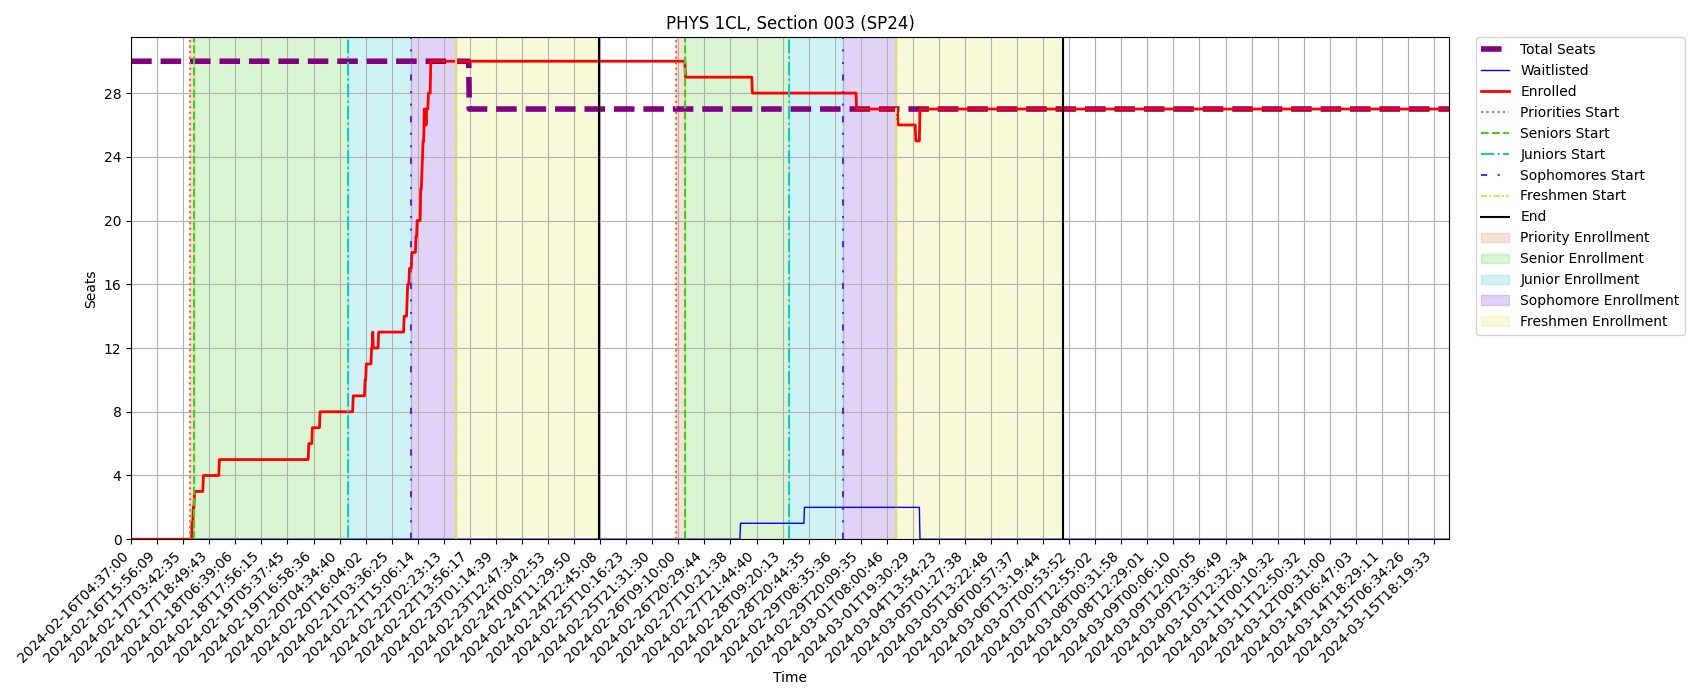 PHYS 1CL, Section 003 (SP24)
Total Seats
Waitlisted
Enrolled
Priorities Start
Seniors Start
Juniors Start
Sophomores Start
Freshmen Start
End
Priority Enrollment
Senior Enrollment
Junior Enrollment
Sophomore Enrollment
Freshmen Enrollment
Seats
28
24
20
16
12
8
4
0
2024-02-16T04:37:00
2024-02-16T15:56:09
2024-02-17T03:42:35
2024-02-17T18:49:43
2024-02-18T06:39:06
2024-02-18T17:56:15
2024-02-19T05:37:45
2024-02-19T16:58:36
2024-02-20T04:34:40
2024-02-20T16:04:02
2024-02-21T03:36:25
2024-02-21T15:06:14
2024-02-22T02:23:13
2024-02-22T13:56:17
2024-02-23T01:14:39
2024-02-23T12:47:34
2024-02-24T00:02:53
2024-02-24T11:29:50
2024-02-24T22:45:08
2024-02-25T10:16:23
2024-02-25T21:31:30
2024-02-26T09:10:00
2024-02-26T20:29:44
2024-02-27T10:21:38
2024-02-27T21:44:40
2024-02-28T09:20:13
2024-02-28T20:44:35
2024-02-29T08:35:36
2024-02-29T20:09:35
2024-03-01T08:00:46
2024-03-01T19:30:29
2024-03-04T13:54:23
2024-03-05T01:27:38
2024-03-05T13:22:48
2024-03-06T00:57:37
2024-03-06T13:19:44
2024-03-07T00:53:52
2024-03-07T12:55:02
2024-03-08T00:31:58
2024-03-08T12:29:01
2024-03-09T00:06:10
2024-03-09T12:00:05
2024-03-09T23:36:49
2024-03-10T12:32:34
2024-03-11T00:10:32
2024-03-11T12:50:32
2024-03-12T00:31:00
2024-03-14T06:47:03
2024-03-14T18:29:11
2024-03-15T06:34:26
2024-03-15T18:19:33
Time